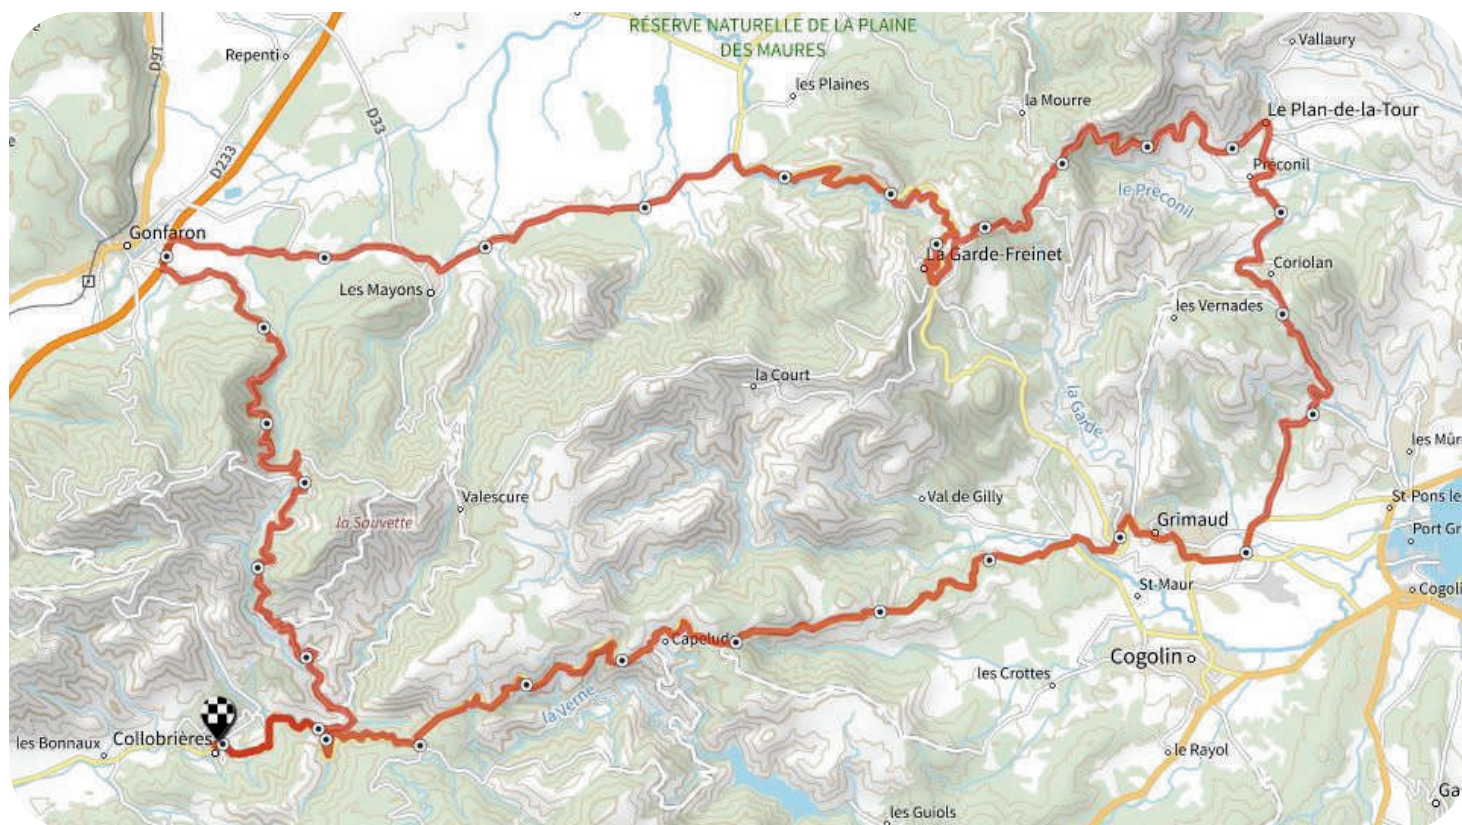 RÉSERVE NATURELLE DE LA PLAINE
DES MAURES
Vallaury
D97
Repenti
les Plaines
la Mourre
D33
Le Plan-de-la-Tour
D233
Préconil
le Préconil
Gonfaron
La Garde-Freinet
Coriolan
Les Mayons
les Vernades
la Court
la Garde
les Mûr
Valescure
Val de Gilly
St-Pons le
la Sauvette
Grimaud
Port Gr
St-Maur
Cogoli
Capelude
Cogolin
les Crottes
la Verne
les Bonnaux
Collobrières
le Rayol
Ga
les Guiols